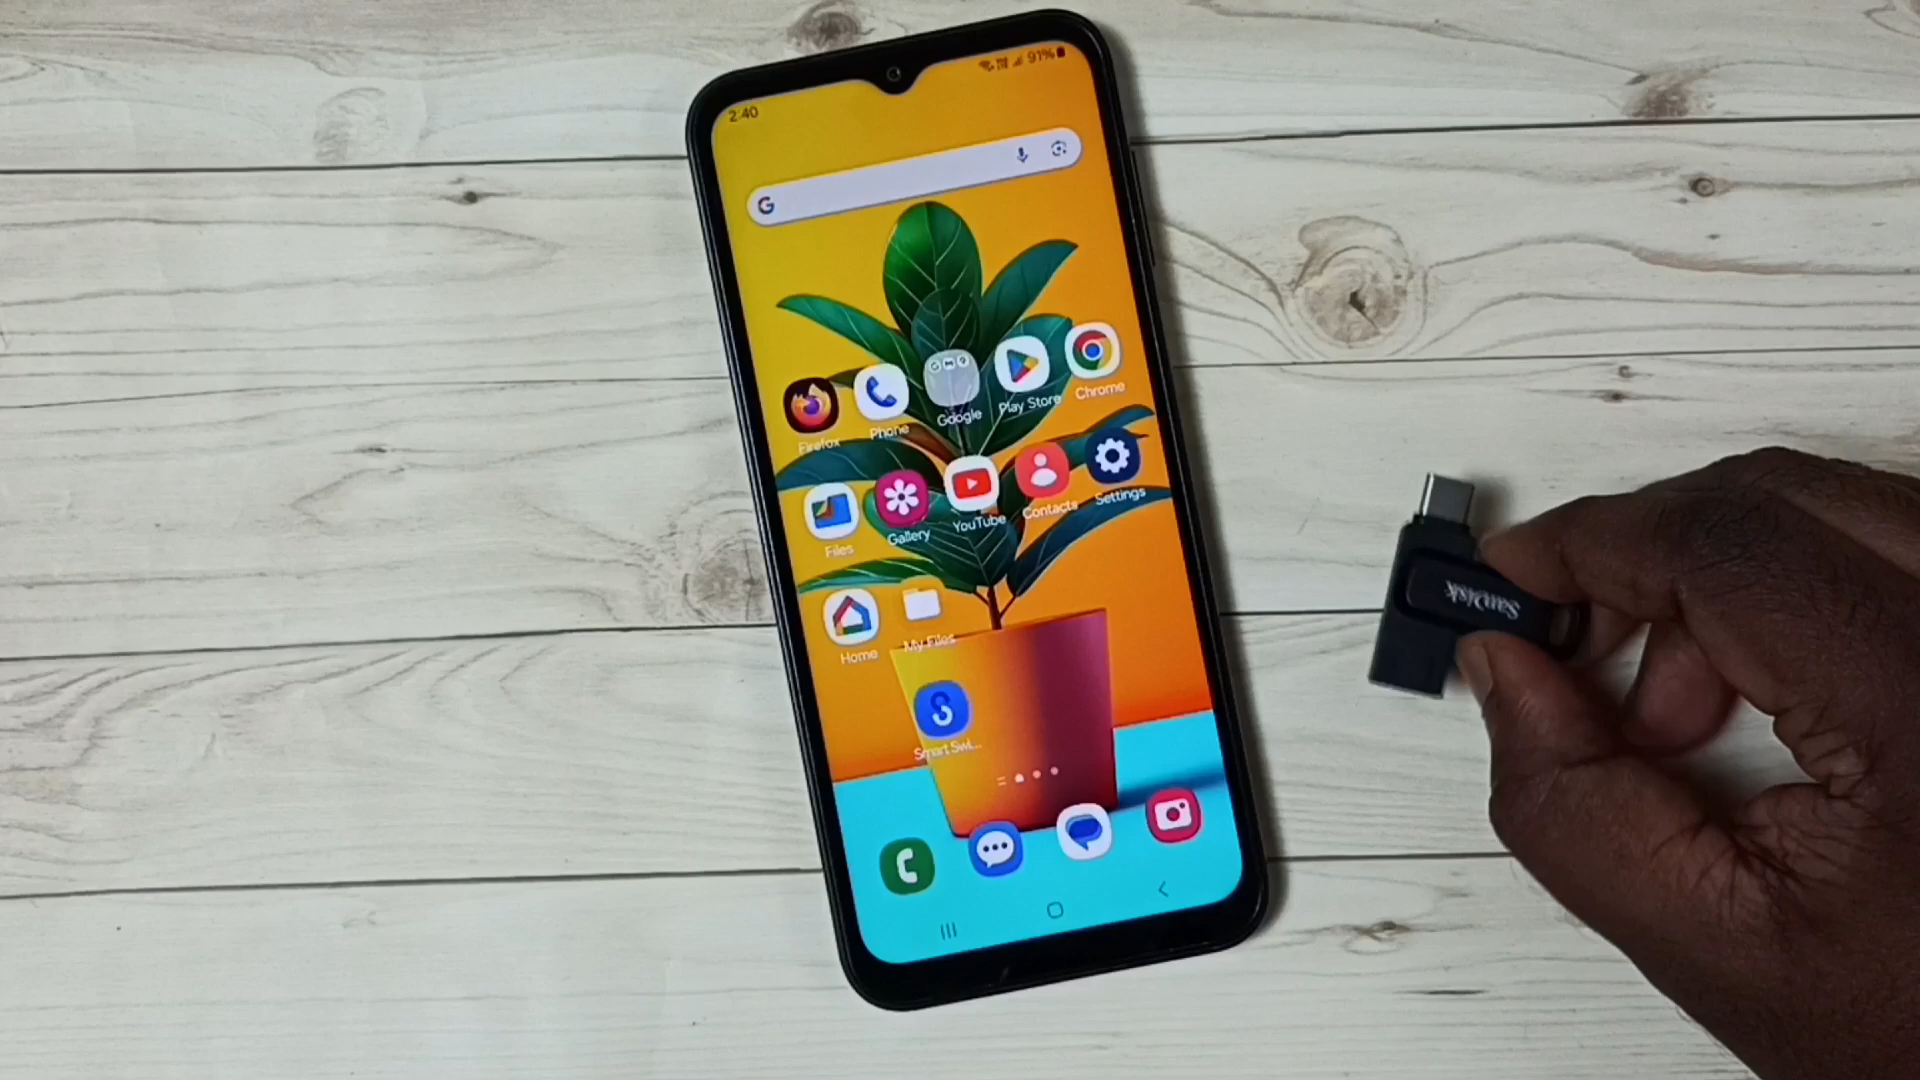 2:40
91%
Firefox
Phone
Google
Play Store
Chrome
Files
Gallery
YouTube
Contacts
Settings
Home
My Files
Smart Swi...
SanDisk